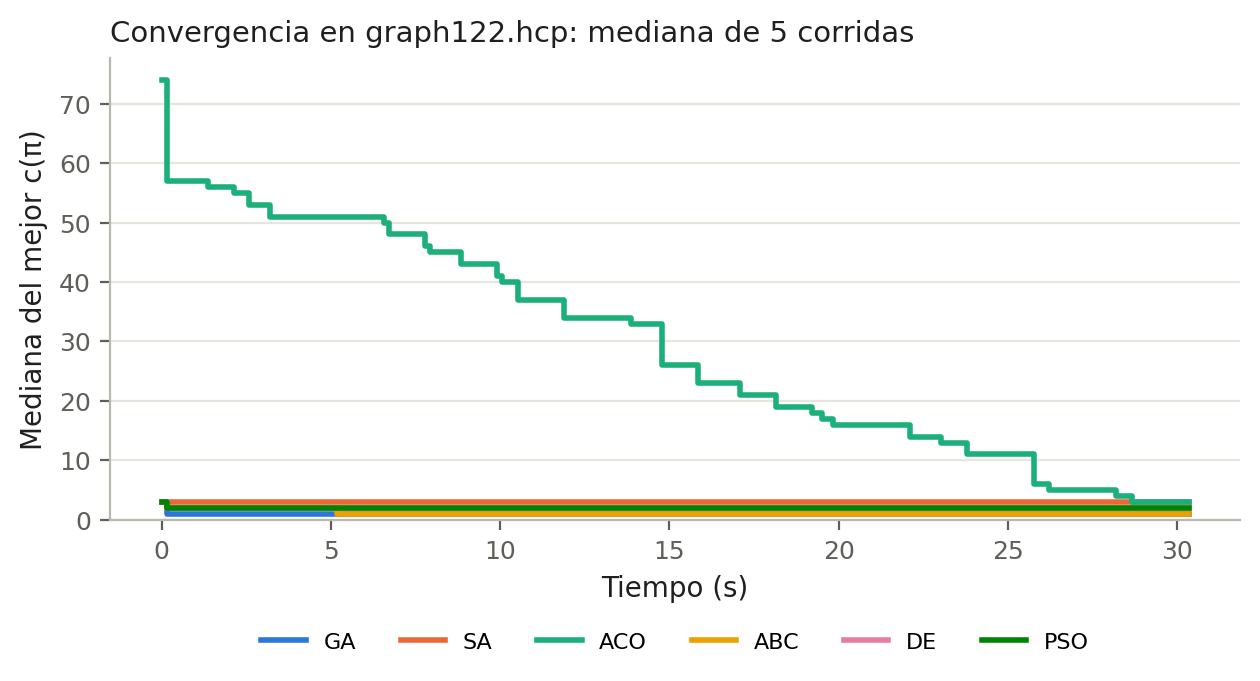 Convergencia en graph122.hcp: mediana de 5 corridas
Mediana del mejor c(π)
70
60
50
40
30
20
10
0
0 5 10 15 20 25 30
Tiempo (s)
GA SA ACO ABC DE PSO